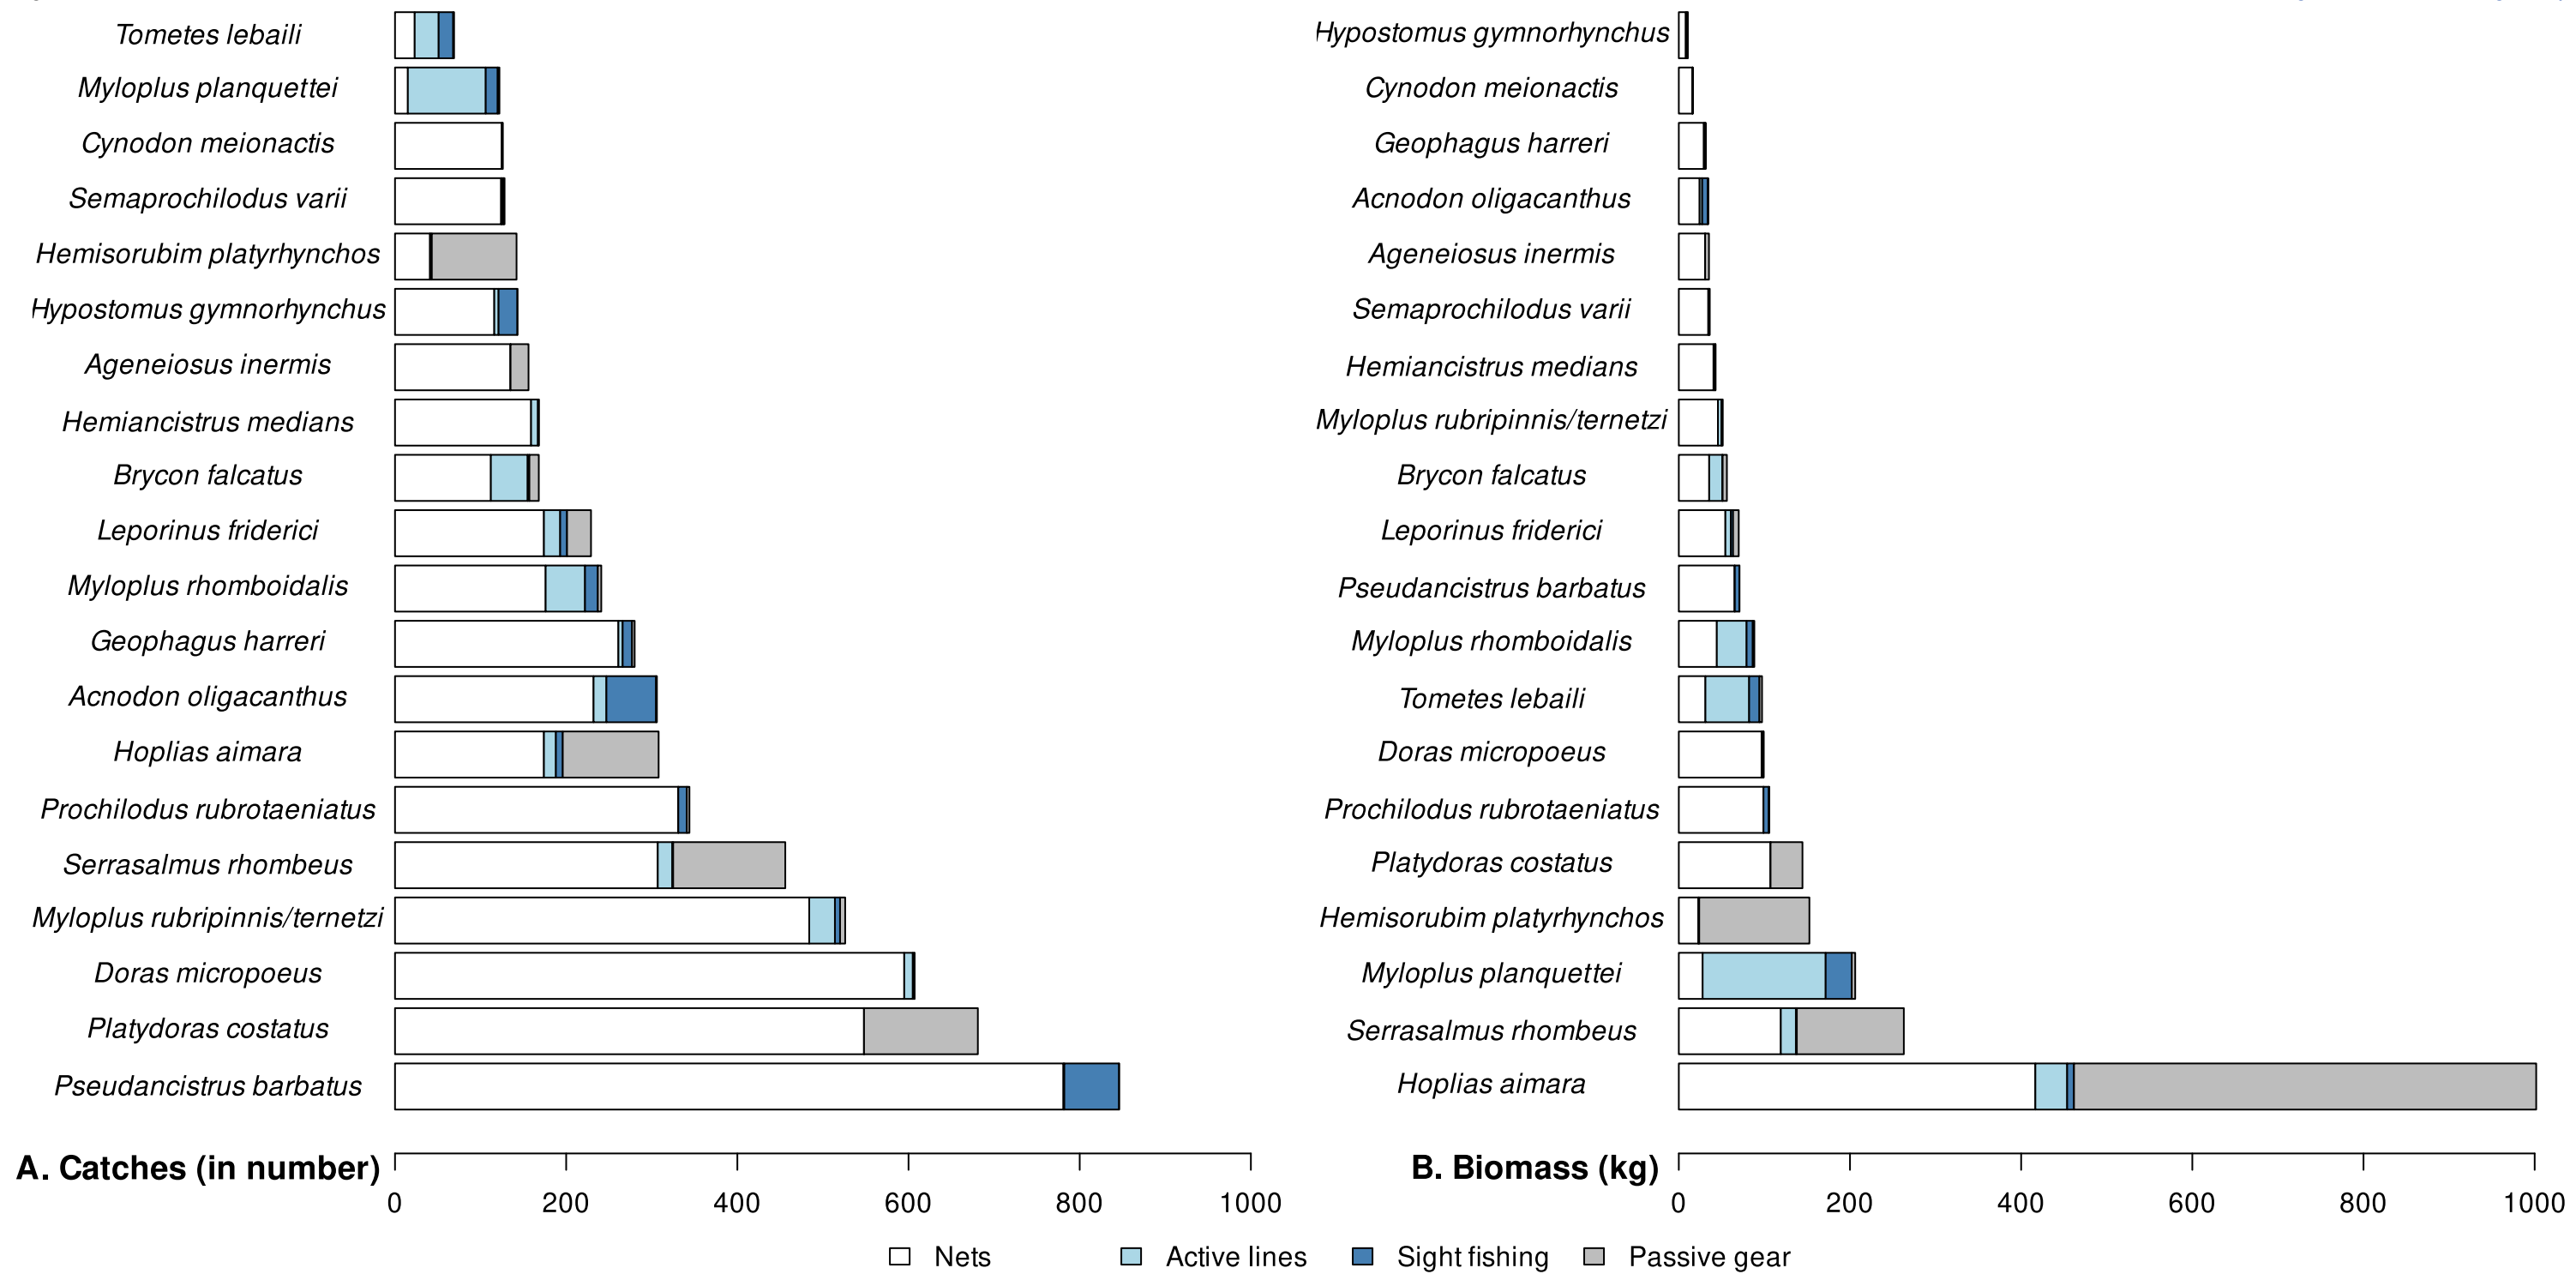 Tometes lebaili
Myloplus planquettei
Cynodon meionactis
Semaprochilodus varii
Hemisorubim platyrhynchos
Hypostomus gymnorhynchus
Ageneiosus inermis
Hemiancistrus medians
Brycon falcatus
Leporinus friderici
Myloplus rhomboidalis
Geophagus harreri
Acnodon oligacanthus
Hoplias aimara
Prochilodus rubrotaeniatus
Serrasalmus rhombeus
Myloplus rubripinnis/ternetzi
Doras micropoeus
Platydoras costatus
Pseudancistrus barbatus
A. Catches (in number)
0 200 400 600 800 1000
Hypostomus gymnorhynchus
Cynodon meionactis
Geophagus harreri
Acnodon oligacanthus
Ageneiosus inermis
Semaprochilodus varii
Hemiancistrus medians
Myloplus rubripinnis/ternetzi
Brycon falcatus
Leporinus friderici
Pseudancistrus barbatus
Myloplus rhomboidalis
Tometes lebaili
Doras micropoeus
Prochilodus rubrotaeniatus
Platydoras costatus
Hemisorubim platyrhynchos
Myloplus planquettei
Serrasalmus rhombeus
Hoplias aimara
B. Biomass (kg)
0 200 400 600 800 1000
Nets Active lines Sight fishing Passive gear